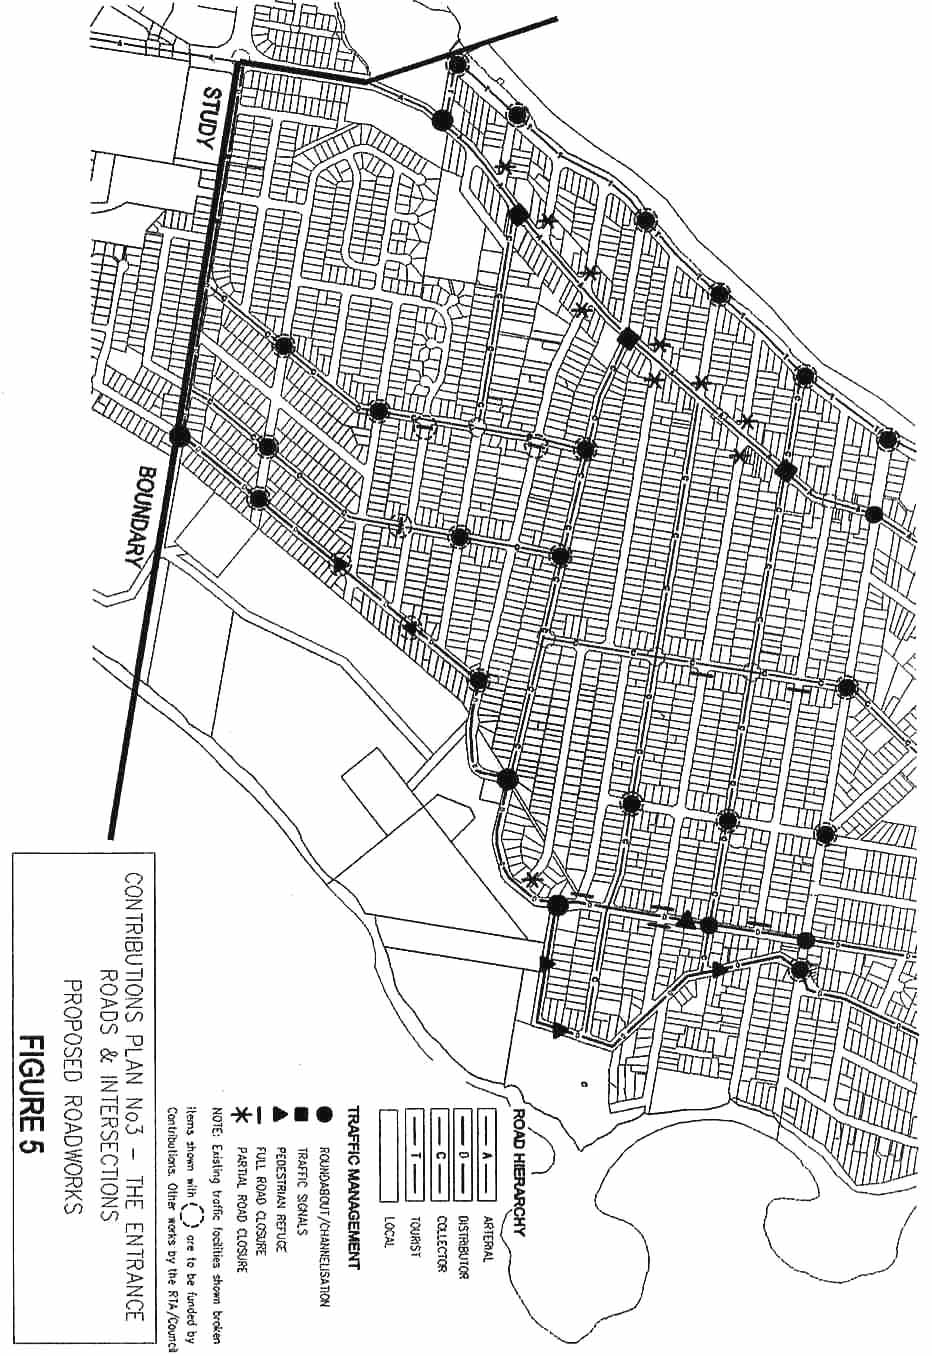 STUDY
BOUNDARY
ROAD HIERARCHY
A ARTERIAL
D DISTRIBUTOR
C COLLECTOR
T TOURIST
LOCAL
TRAFFIC MANAGEMENT
ROUNDABOUT/CHANNELISATION
TRAFFIC SIGNALS
PEDESTRIAN REFUGE
FULL ROAD CLOSURE
PARTIAL ROAD CLOSURE
NOTE: Existing traffic facilities shown broken
Items shown with are to be funded by
Contributions. Other works by the RTA/Council
CONTRIBUTIONS PLAN No.3 - THE ENTRANCE
ROADS & INTERSECTIONS
PROPOSED ROADWORKS
FIGURE 5